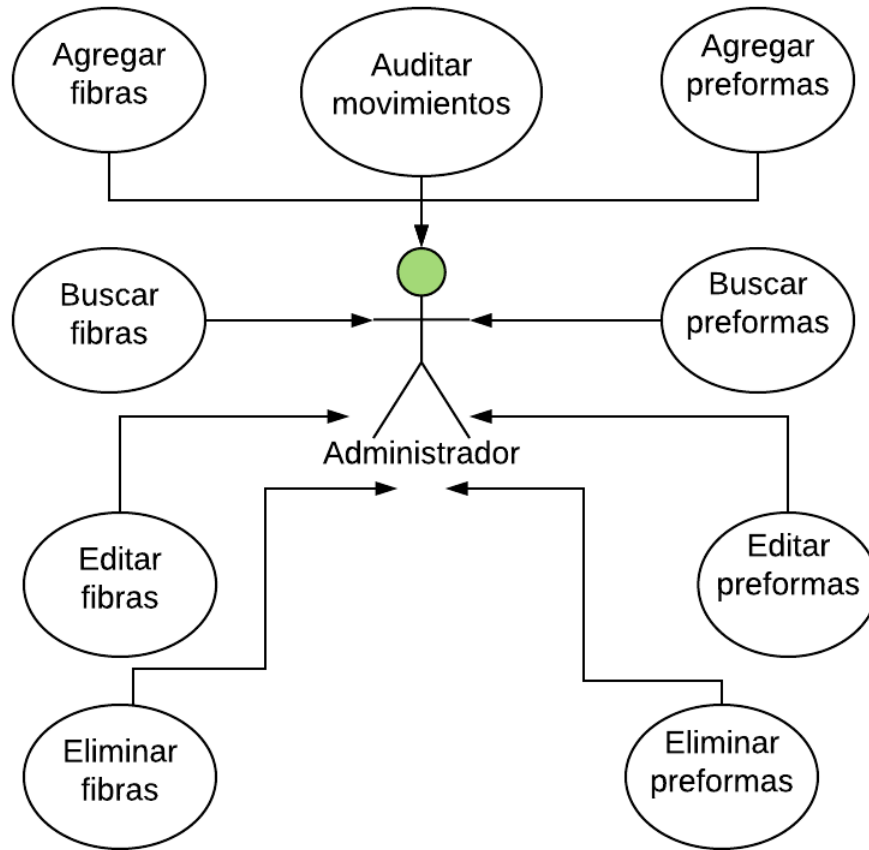 Agregar
fibras
Auditar
movimientos
Agregar
preformas
Buscar
fibras
Buscar
preformas
Administrador
Editar
fibras
Editar
preformas
Eliminar
fibras
Eliminar
preformas